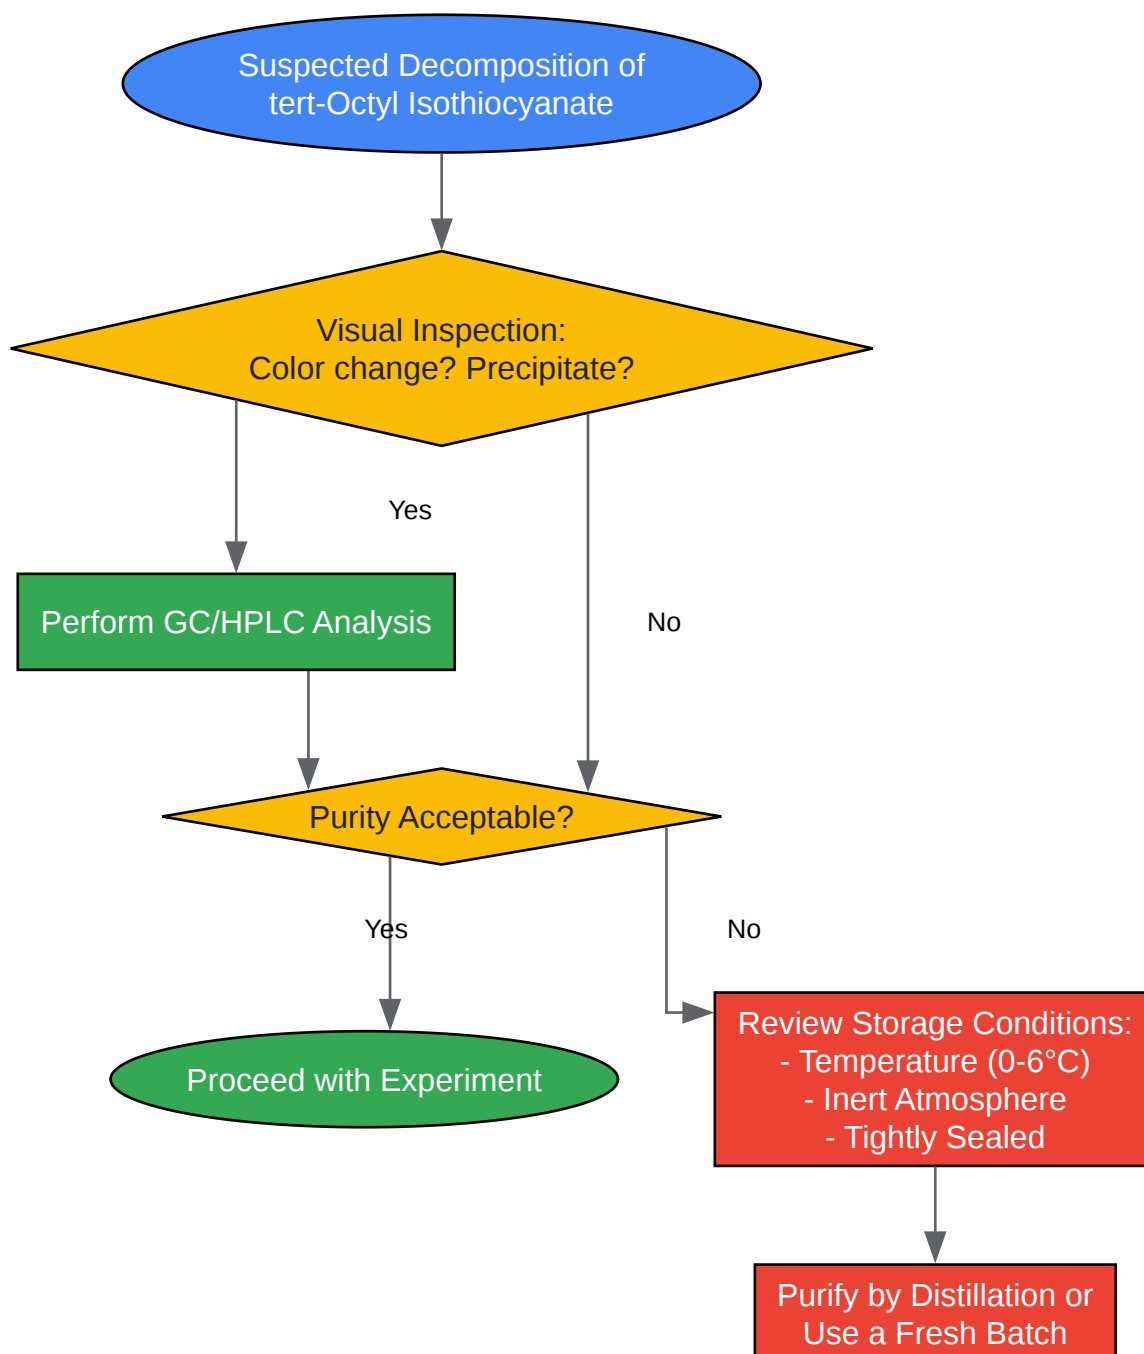 Suspected Decomposition of
tert-Octyl Isothiocyanate
Visual Inspection:
Color change? Precipitate?
Yes
Perform GC/HPLC Analysis
No
Purity Acceptable?
Yes
No
Review Storage Conditions:
- Temperature (0-6°C)
- Inert Atmosphere
- Tightly Sealed
Proceed with Experiment
Purify by Distillation or
Use a Fresh Batch